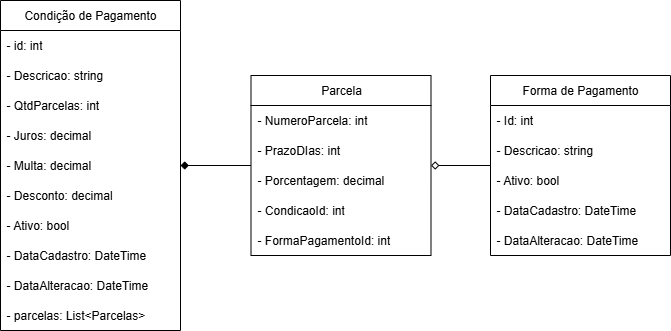 Condição de Pagamento
- id: int
- Descricao: string
- QtdParcelas: int
- Juros: decimal
- Multa: decimal
- Desconto: decimal
- Ativo: bool
- DataCadastro: DateTime
- DataAlteracao: DateTime
- parcelas: List<Parcelas>
Parcela
- NumeroParcela: int
- PrazoDIas: int
- Porcentagem: decimal
- CondicaoId: int
- FormaPagamentoId: int
Forma de Pagamento
- Id: int
- Descricao: string
- Ativo: bool
- DataCadastro: DateTime
- DataAlteracao: DateTime